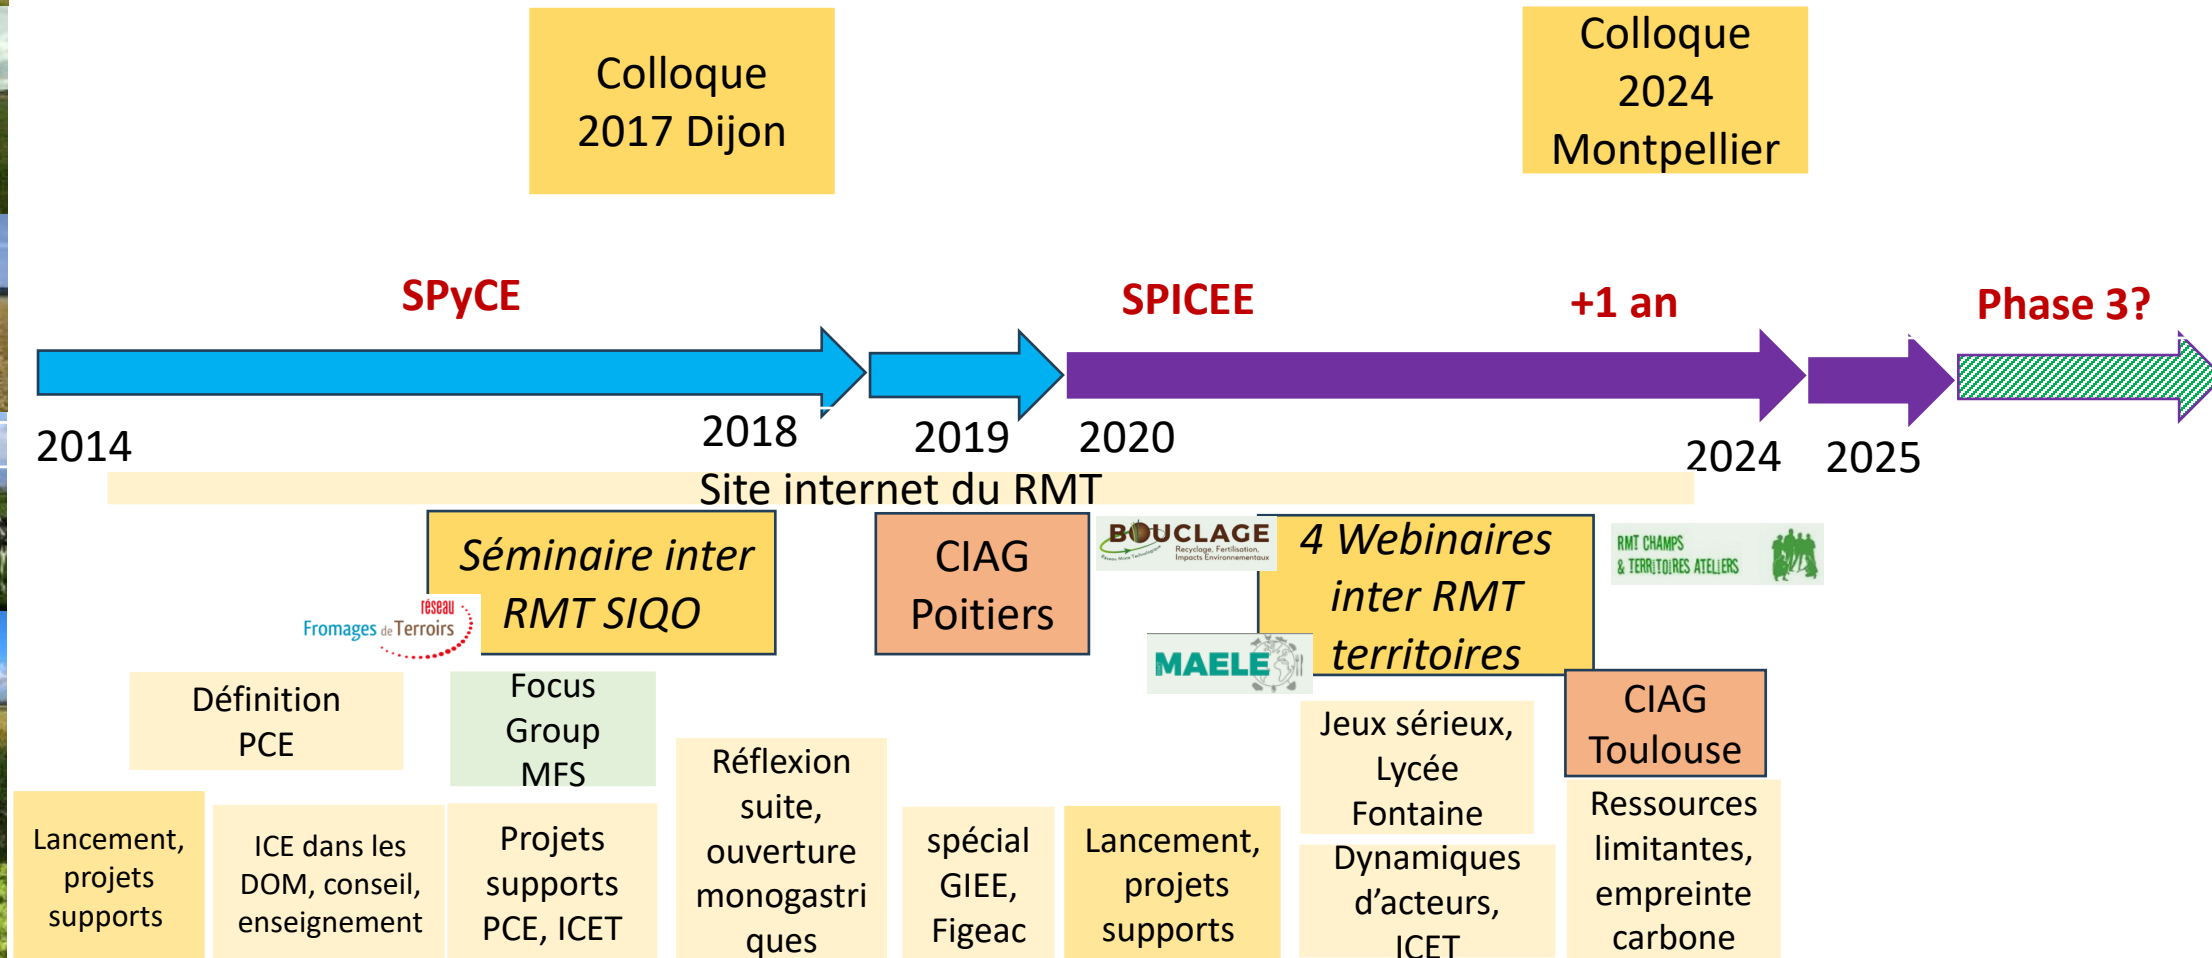 Colloque
2017 Dijon
Colloque
2024
Montpellier
SPyCE
SPICEE
+1 an
Phase 3?
2014
2018
2019
2020
2024
2025
Site internet du RMT
Séminaire inter
RMT SIQO
réseau
Fromages de Terroirs
CIAG
Poitiers
BOUCLAGE
Réseau Mixte Technologique
Recyclage, Fertilisation,
Impacts Environnementaux
4 Webinaires
inter RMT
territoires
RMT CHAMPS
& TERRITOIRES ATELIERS
MAELE
Définition
PCE
Focus
Group
MFS
Réflexion
suite,
ouverture
monogastri
ques
Jeux sérieux,
Lycée
Fontaine
CIAG
Toulouse
Lancement,
projets
supports
ICE dans les
DOM, conseil,
enseignement
Projets
supports
PCE, ICET
spécial
GIEE,
Figeac
Lancement,
projets
supports
Dynamiques
d'acteurs,
ICET
Ressources
limitantes,
empreinte
carbone